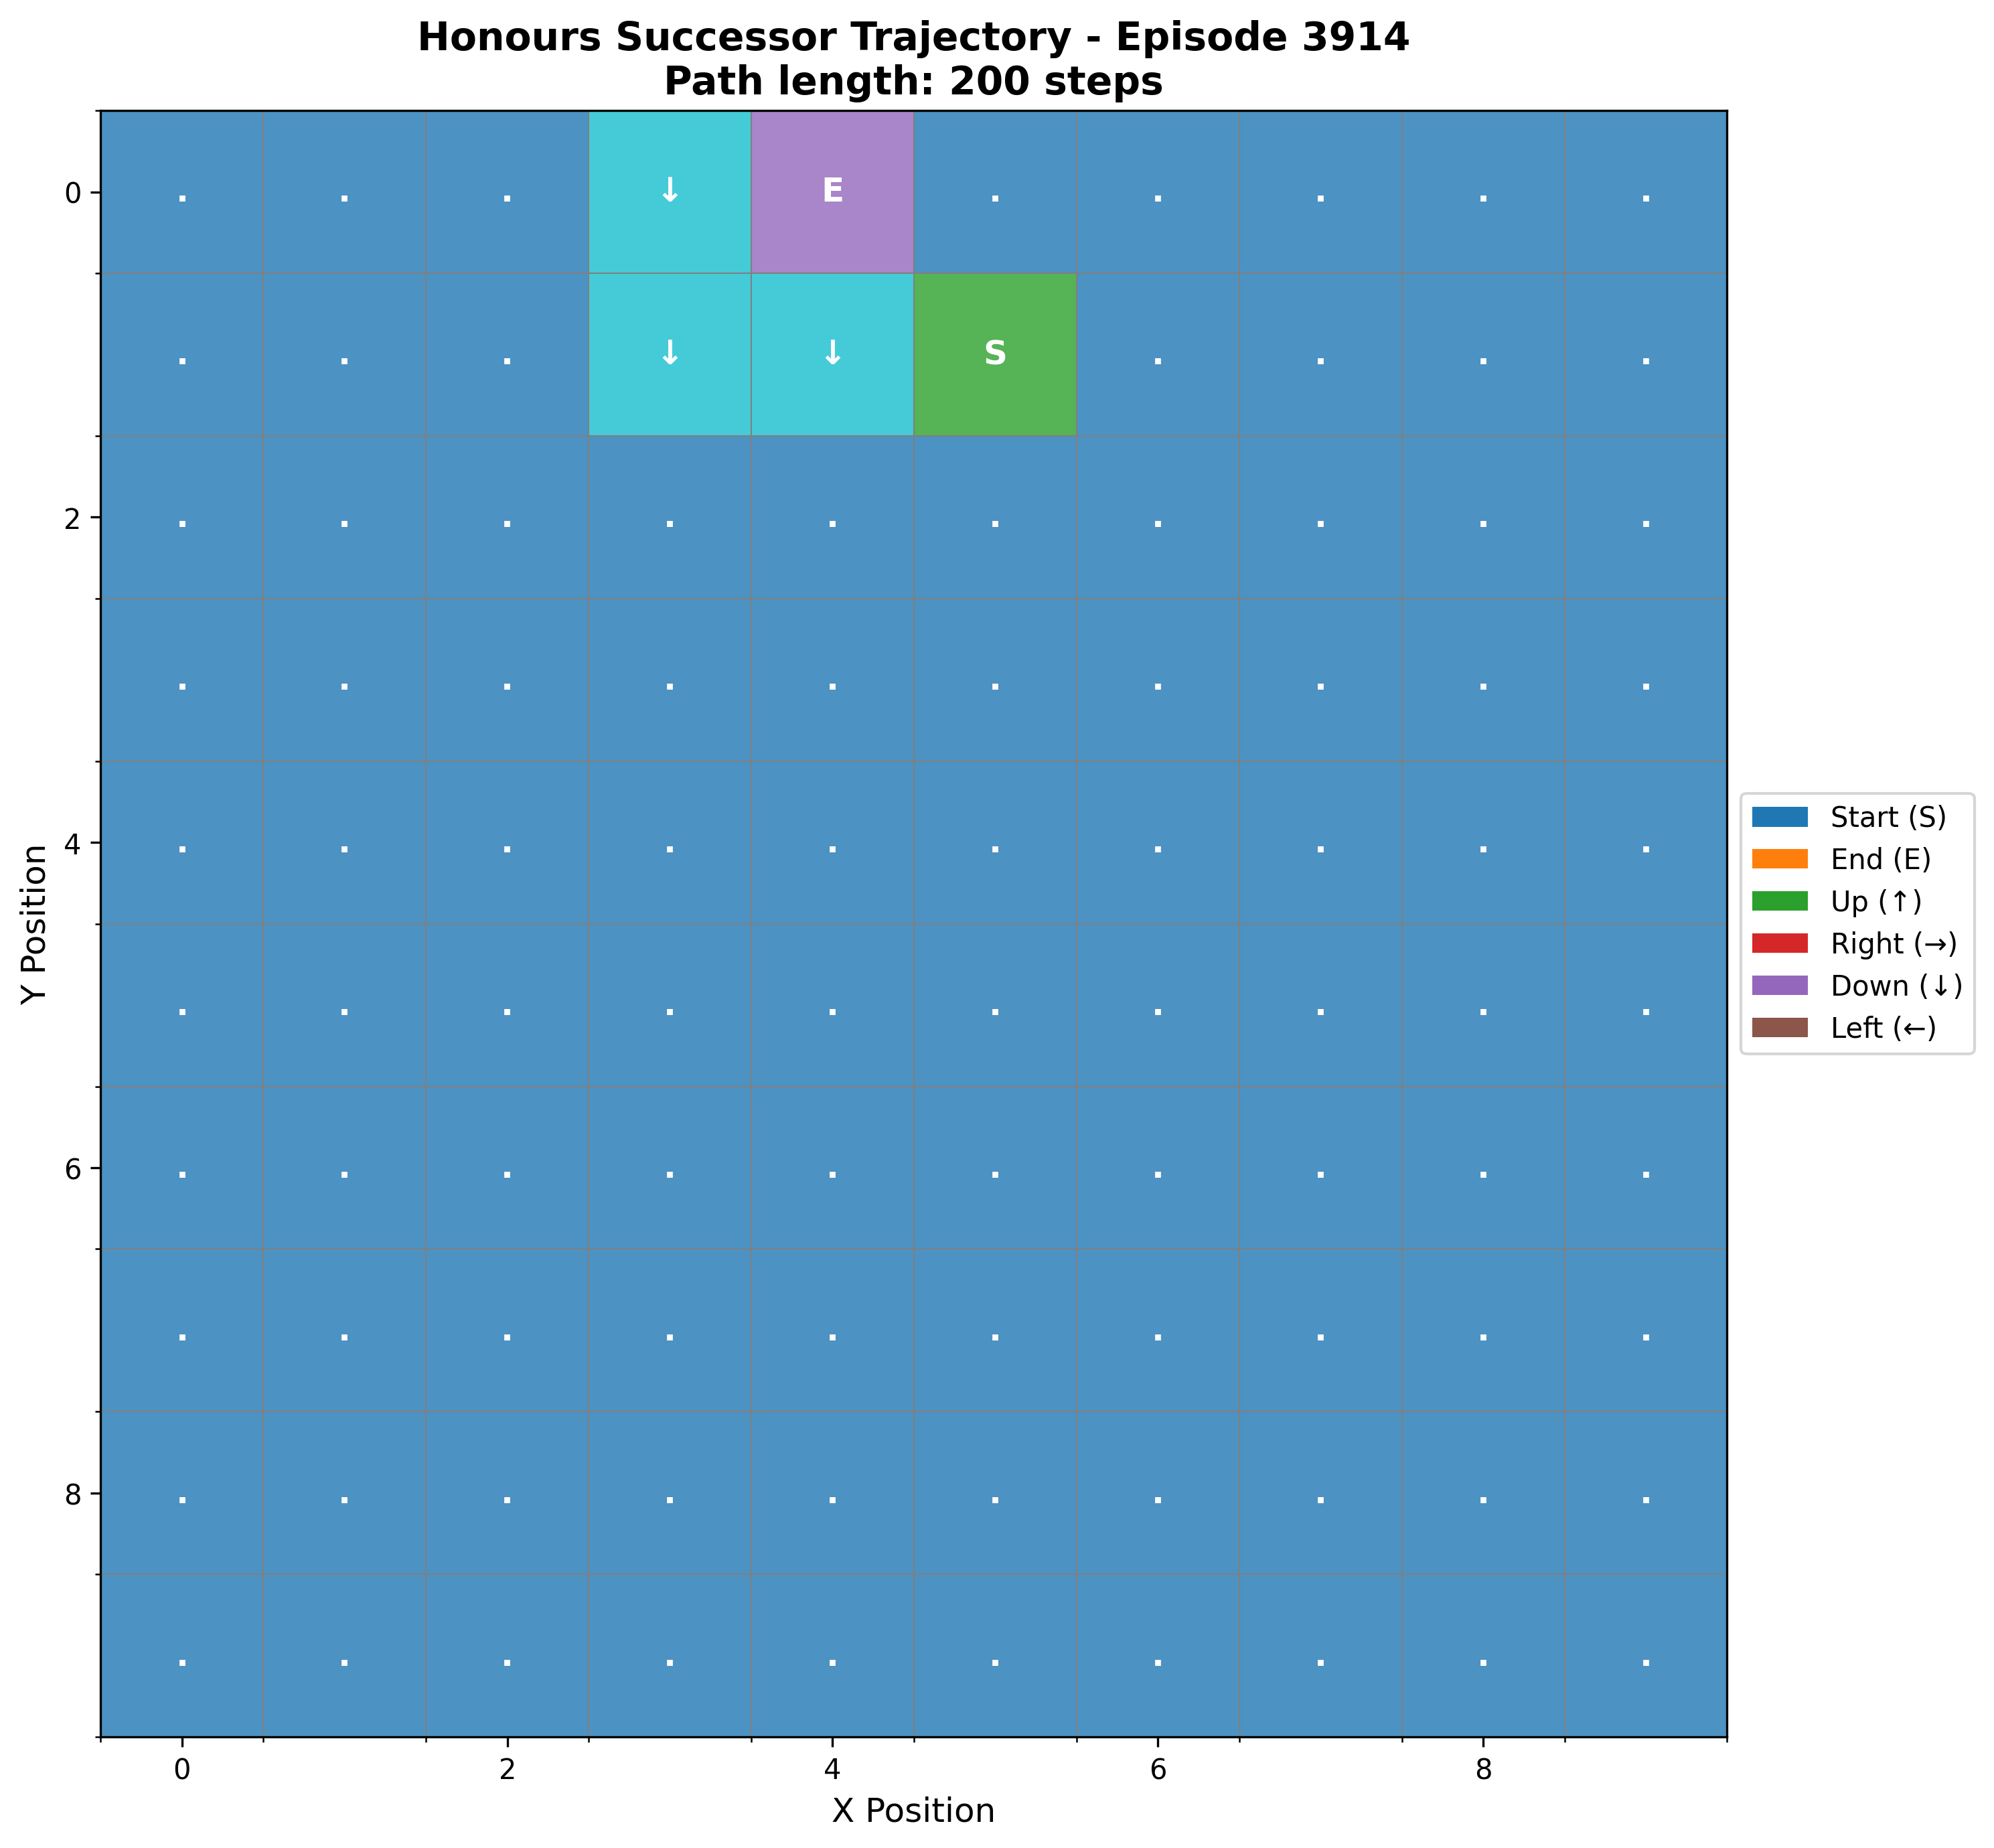 Honours Successor Trajectory - Episode 3914
Path length: 200 steps
0
↓ E
↓ ↓ S
2
4
6
8
Y Position
0 2 4 6 8
X Position
Start (S)
End (E)
Up (↑)
Right (→)
Down (↓)
Left (←)